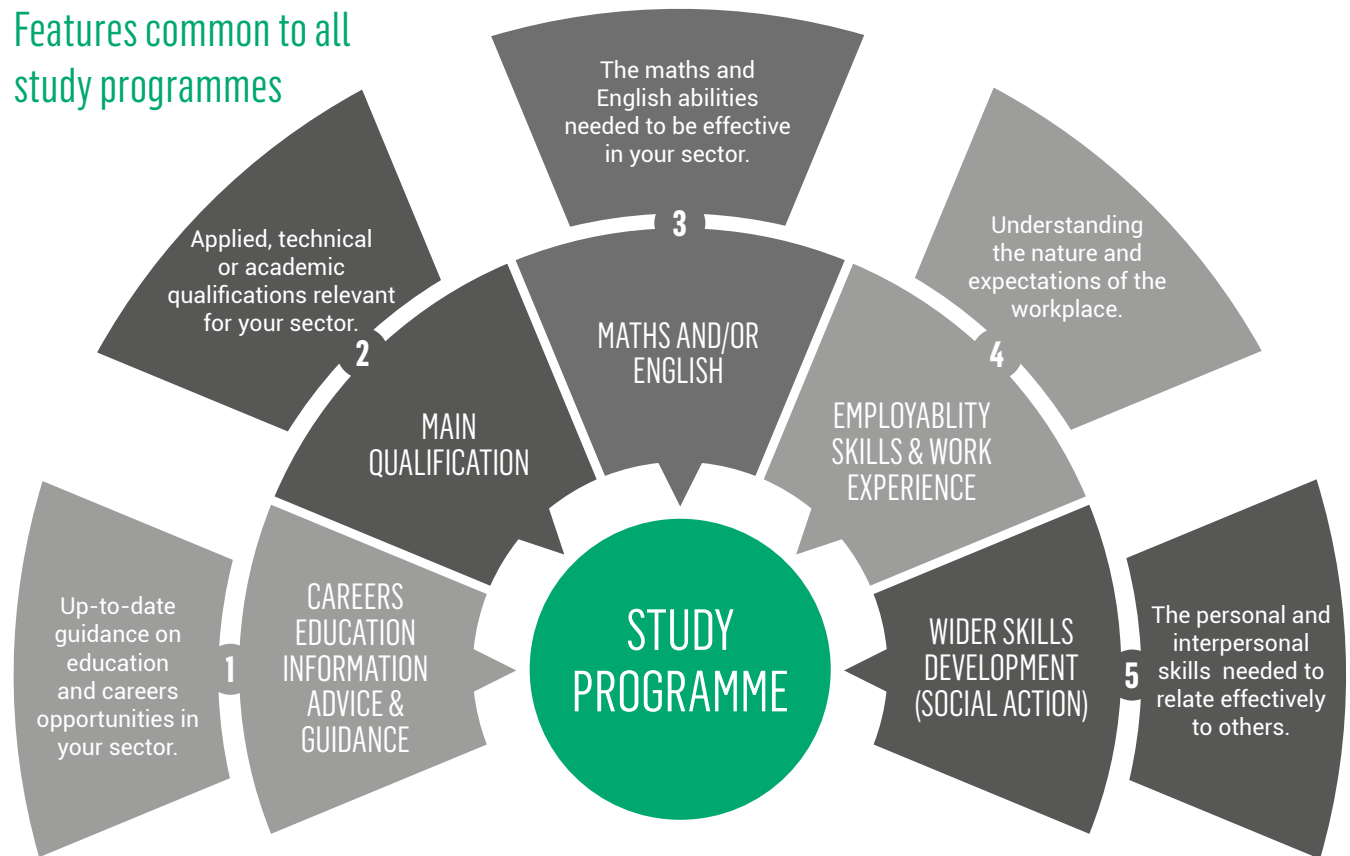 Features common to all
study programmes
Up-to-date
guidance on
education
and careers
opportunities in
your sector.
1
CAREERS
EDUCATION
INFORMATION
ADVICE &
GUIDANCE
Applied, technical
or academic
qualifications relevant
for your sector.
2
MAIN
QUALIFICATION
The maths and
English abilities
needed to be effective
in your sector.
3
MATHS AND/OR
ENGLISH
Understanding
the nature and
expectations of the
workplace.
4
EMPLOYABLITY
SKILLS & WORK
EXPERIENCE
The personal and
interpersonal
skills needed to
relate effectively
to others.
5
WIDER SKILLS
DEVELOPMENT
(SOCIAL ACTION)
STUDY
PROGRAMME